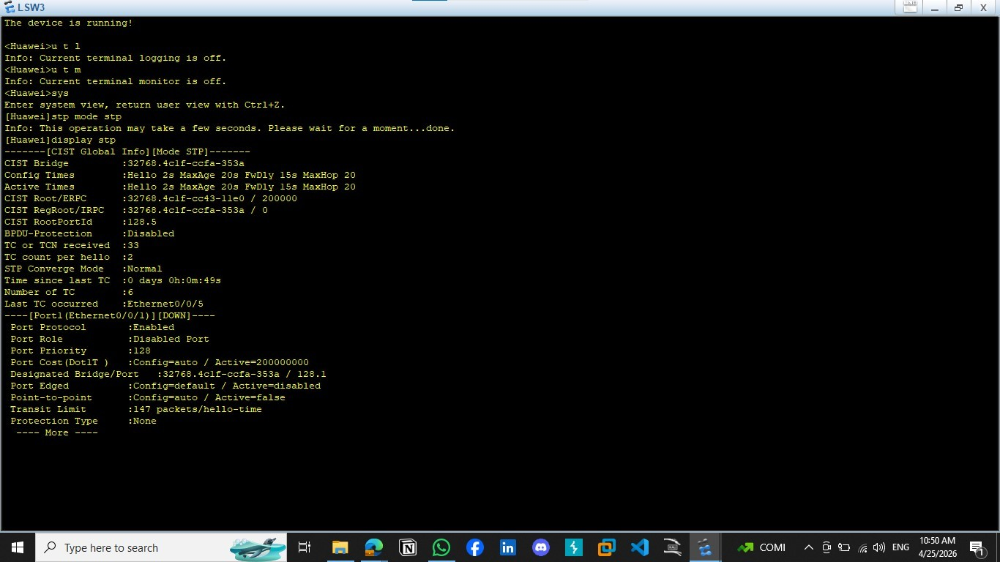 LSW3
X
The device is running!
<Huawei>u t l
Info: Current terminal logging is off.
<Huawei>u t m
Info: Current terminal monitor is off.
<Huawei>sys
Enter system view, return user view with Ctrl+Z.
[Huawei]stp mode stp
Info: This operation may take a few seconds. Please wait for a moment...done.
[Huawei]display stp
-------[CIST Global Info][Mode STP]-------
CIST Bridge         :32768.4c1f-ccfa-353a
Config Times        :Hello 2s MaxAge 20s FwDly 15s MaxHop 20
Active Times        :Hello 2s MaxAge 20s FwDly 15s MaxHop 20
CIST Root/ERPC      :32768.4c1f-cc43-11e0 / 200000
CIST RegRoot/IRPC   :32768.4c1f-ccfa-353a / 0
CIST RootPortId     :128.5
BPDU-Protection     :Disabled
TC or TCN received  :33
TC count per hello  :2
STP Converge Mode   :Normal
Time since last TC  :0 days 0h:0m:49s
Number of TC        :6
Last TC occurred    :Ethernet0/0/5
----[Port1(Ethernet0/0/1)][DOWN]----
 Port Protocol       :Enabled
 Port Role           :Disabled Port
 Port Priority       :128
 Port Cost(Dot1T )   :Config=auto / Active=200000000
 Designated Bridge/Port   :32768.4c1f-ccfa-353a / 128.1
 Port Edged          :Config=default / Active=disabled
 Point-to-point      :Config=auto / Active=false
 Transit Limit       :147 packets/hello-time
 Protection Type     :None
  ---- More ----
Type here to search
COMI
ENG
10:50 AM
4/25/2026
1